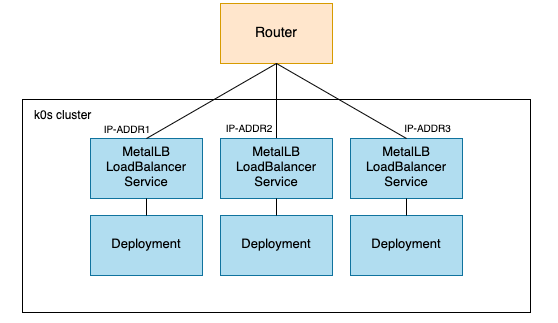 Router
k0s cluster
IP-ADDR1
IP-ADDR2
IP-ADDR3
MetalLB
LoadBalancer
Service
MetalLB
LoadBalancer
Service
MetalLB
LoadBalancer
Service
Deployment
Deployment
Deployment